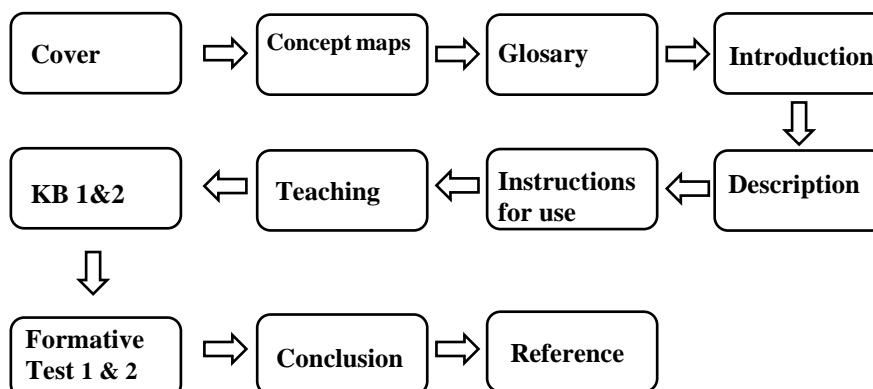 Cover
Concept maps
Glosary
Introduction
Description
Instructions
for use
Teaching
KB 1&2
Formative
Test 1 & 2
Conclusion
Reference